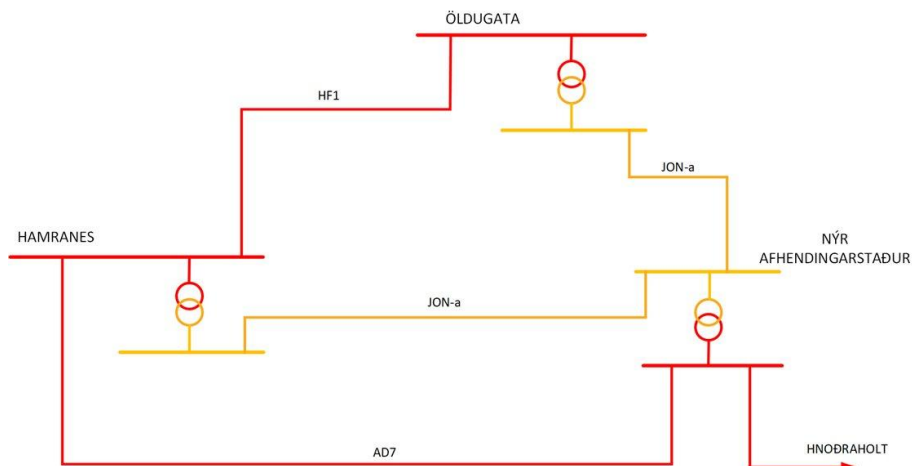 ÖLDUGATA
HF1
JON-a
HAMRANES
NÝR
AFHENDINGARSTAÐUR
JON-a
AD7
HNOÐRAHOLT